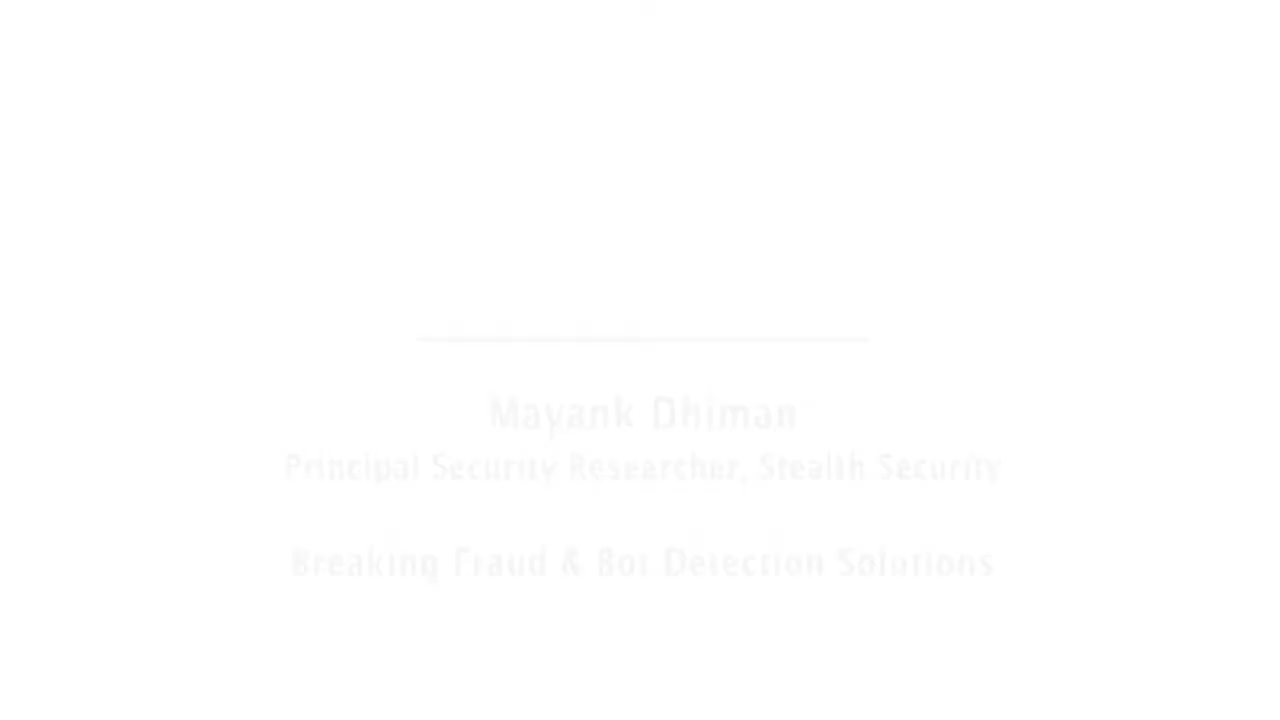 Mayank Dhiman
Principal Security Researcher, Stealth Security
Breaking Fraud & Bot Detection Solutions